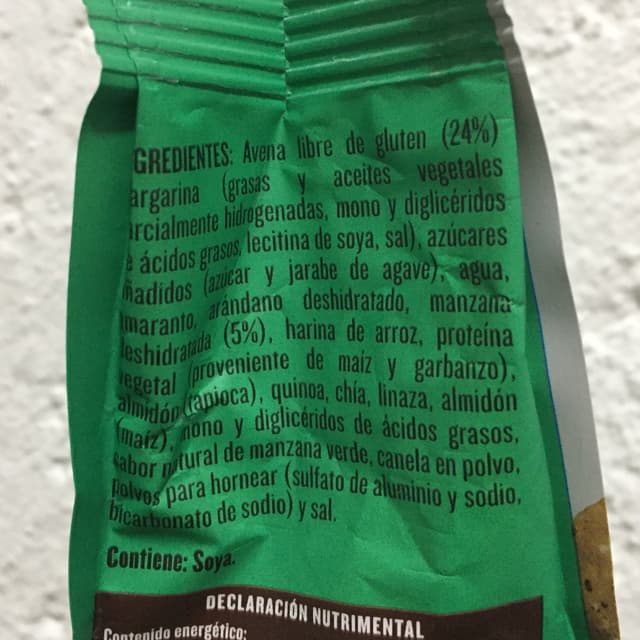 GREDIENTES: Avena libre de gluten (24%)
argarina (grasas y aceites vegetales
rcialmente hidrogenadas, mono y diglicéridos
e ácidos grasos, lecitina de soya, sal), azúcares
ñadidos (azúcar y jarabe de agave), agua,
maranto, arándano deshidratado, manzana
eshidratada (5%), harina de arroz, proteína
egetal (proveniente de maíz y garbanzo),
almidón (tapioca), quinoa, chía, linaza, almidón
(maíz), mono y diglicéridos de ácidos grasos,
sabor natural de manzana verde, canela en polvo,
polvos para hornear (sulfato de aluminio y sodio,
bicarbonato de sodio) y sal.
Contiene: Soya.
DECLARACIÓN NUTRIMENTAL
Contenido energético: